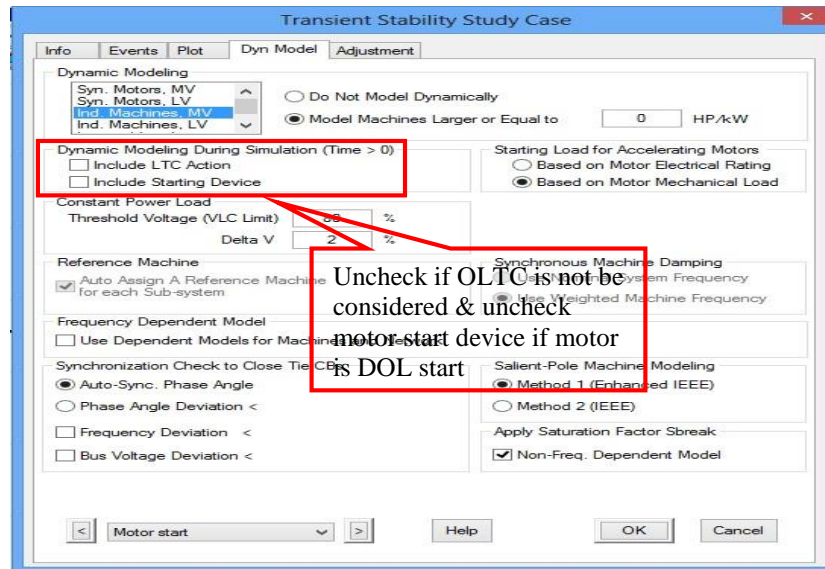 Transient Stability Study Case
Info Events Plot Dyn Model Adjustment
Dynamic Modeling
Syn. Motors, MV
Syn. Motors, LV
Ind. Machines, MV
Ind. Machines, LV
Do Not Model Dynamically
Model Machines Larger or Equal to 0 HP/kW
Dynamic Modeling During Simulation (Time > 0)
Include LTC Action
Include Starting Device
Starting Load for Accelerating Motors
Based on Motor Electrical Rating
Based on Motor Mechanical Load
Constant Power Load
Threshold Voltage (VLC Limit) %
Delta V 2 %
Reference Machine
Auto Assign A Reference Machine
for each Sub-system
Synchronous Machine Damping
System Frequency
Use Weighted Machine Frequency
Uncheck if OLTC is not be
considered & uncheck
motor start device if motor
is DOL start
Frequency Dependent Model
Use Dependent Models for Machines and Network
Synchronization Check to Close Tie CBs
Auto-Sync. Phase Angle
Phase Angle Deviation <
Frequency Deviation <
Bus Voltage Deviation <
Salient-Pole Machine Modeling
Method 1 (Enhanced IEEE)
Method 2 (IEEE)
Apply Saturation Factor Sbreak
Non-Freq. Dependent Model
< Motor start > Help OK Cancel